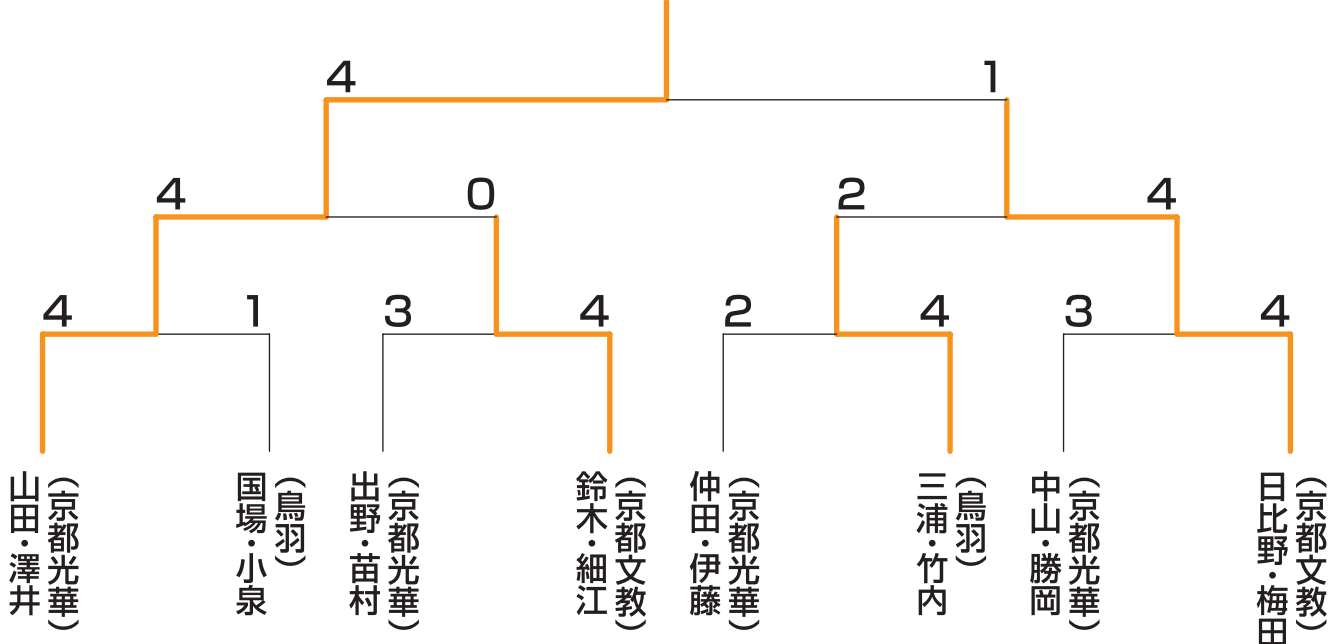 4 1
4 0 2 4
4 1 3 4 2 4 3 4
山田・澤井
(京都光華)
国場・小泉
(鳥羽)
出野・苗村
(京都光華)
鈴木・細江
(京都文教)
仲田・伊藤
(京都光華)
三浦・竹内
(鳥羽)
中山・勝岡
(京都光華)
日比野・梅田
(京都文教)